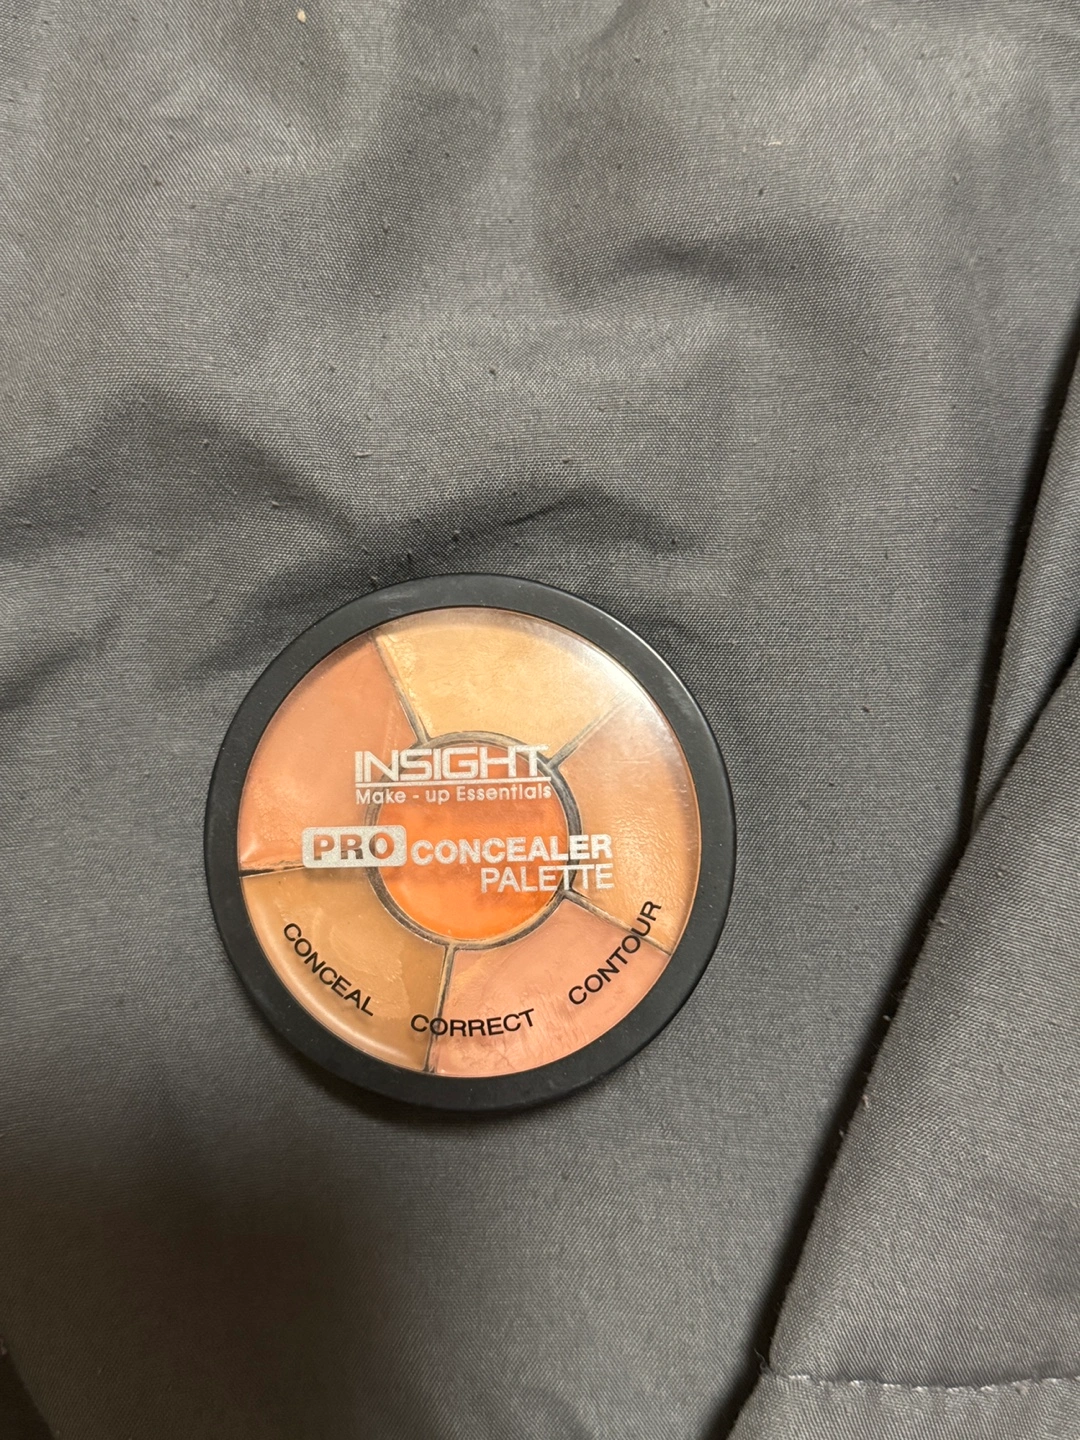 INSIGHT
Make - up Essentials
PRO CONCEALER
PALETTE
CONCEAL
CORRECT
CONTOUR